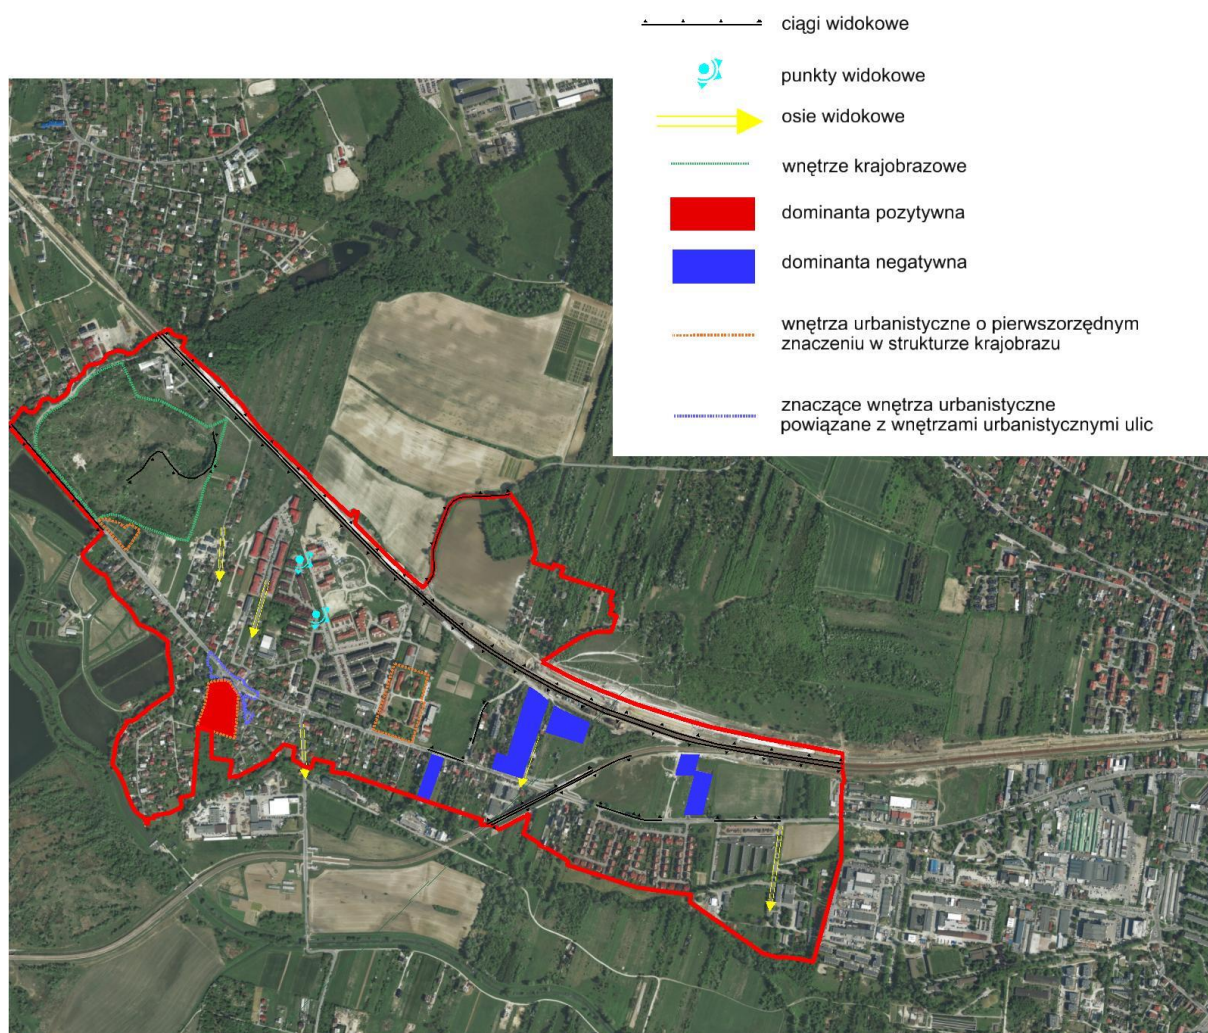 ciągi widokowe
punkty widokowe
osie widokowe
wnętrze krajobrazowe
dominanta pozytywna
dominanta negatywna
wnętrza urbanistyczne o pierwszorzędnym
znaczeniu w strukturze krajobrazu
znaczące wnętrza urbanistyczne
powiązane z wnętrzami urbanistycznymi ulic